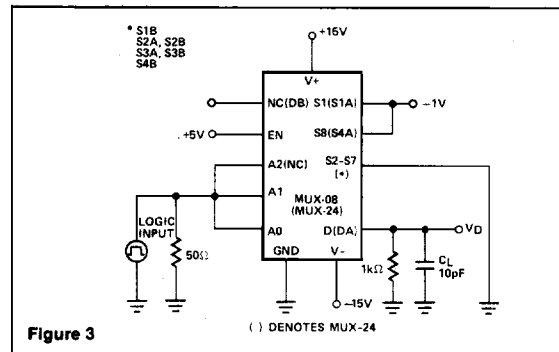 * S1B
S2A, S2B
S3A, S3B
S4B
+15V
V+
NC(DB)
S1(S1A)
−1V
+5V
EN
S8(S4A)
A2(NC)
S2-S7
(*)
A1
MUX-08
(MUX-24)
LOGIC
INPUT
A0
D(DA)
VD
50Ω
GND
V-
1kΩ
CL
10pF
−15V
Figure 3
( ) DENOTES MUX-24